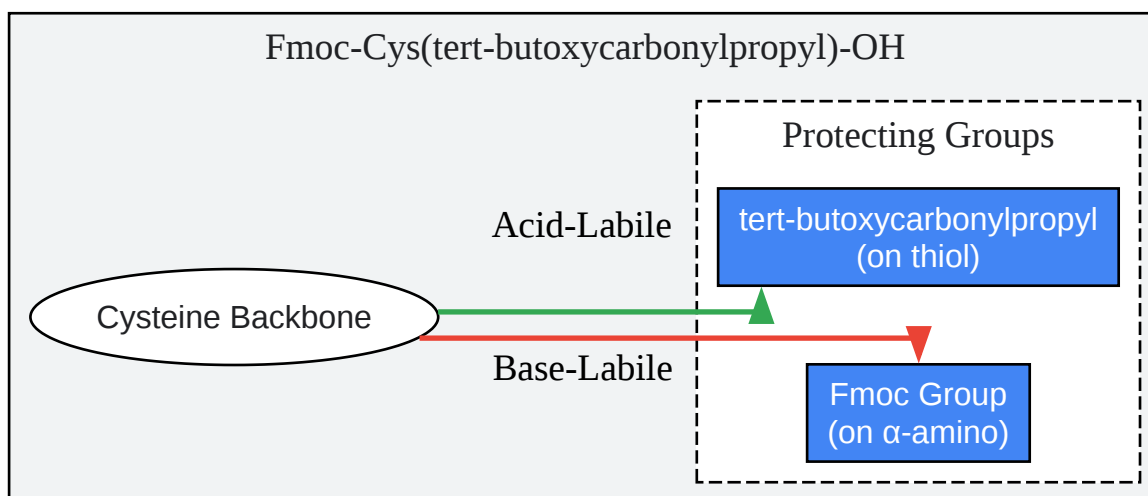 Fmoc-Cys(tert-butoxycarbonylpropyl)-OH
Protecting Groups
tert-butoxycarbonylpropyl
(on thiol)
Acid-Labile
Cysteine Backbone
Base-Labile
Fmoc Group
(on α-amino)